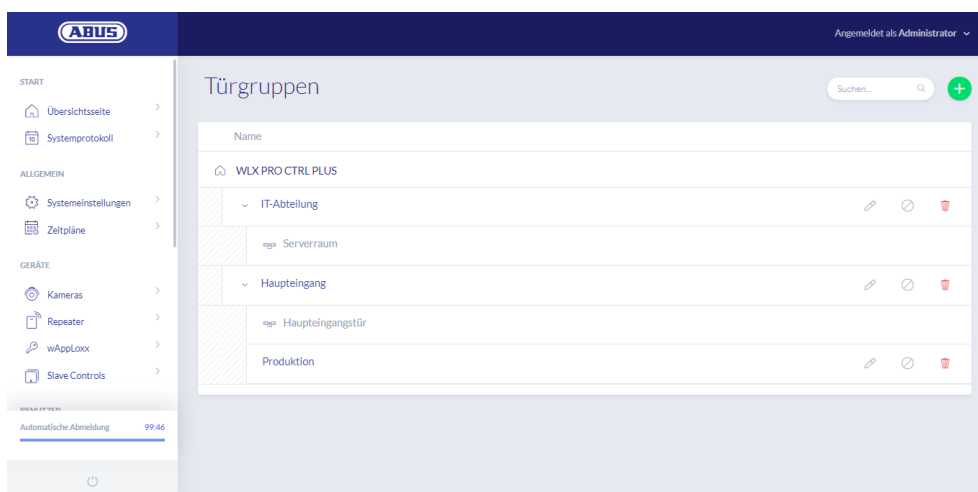 ABUS
Angemeldet als Administrator
START
Übersichtsseite
Systemprotokoll
ALLGEMEIN
Systemeinstellungen
Zeitpläne
GERÄTE
Kameras
Repeater
wAppLoxx
Slave Controls
BENUTZER
Automatische Abmeldung 99:46
Türgruppen
Suchen...
Name
WLX PRO CTRL PLUS
IT-Abteilung
Serverraum
Haupteingang
Haupteingangstür
Produktion